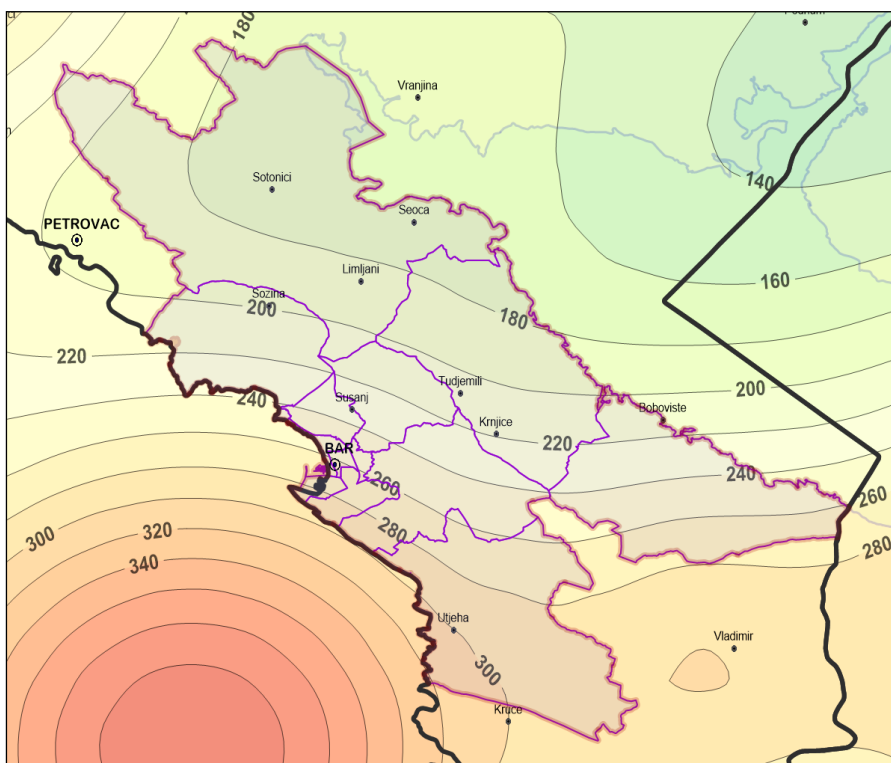 180
Vranjina
140
Sotonici
PETROVAC
Seoca
Limljani
160
Sozina
200
180
220
Tudjemili
200
240
Susanj
Krnjice
Boboviste
220
BAR
240
260
260
300
320
280
280
340
Utjeha
Vladimir
300
Kruce